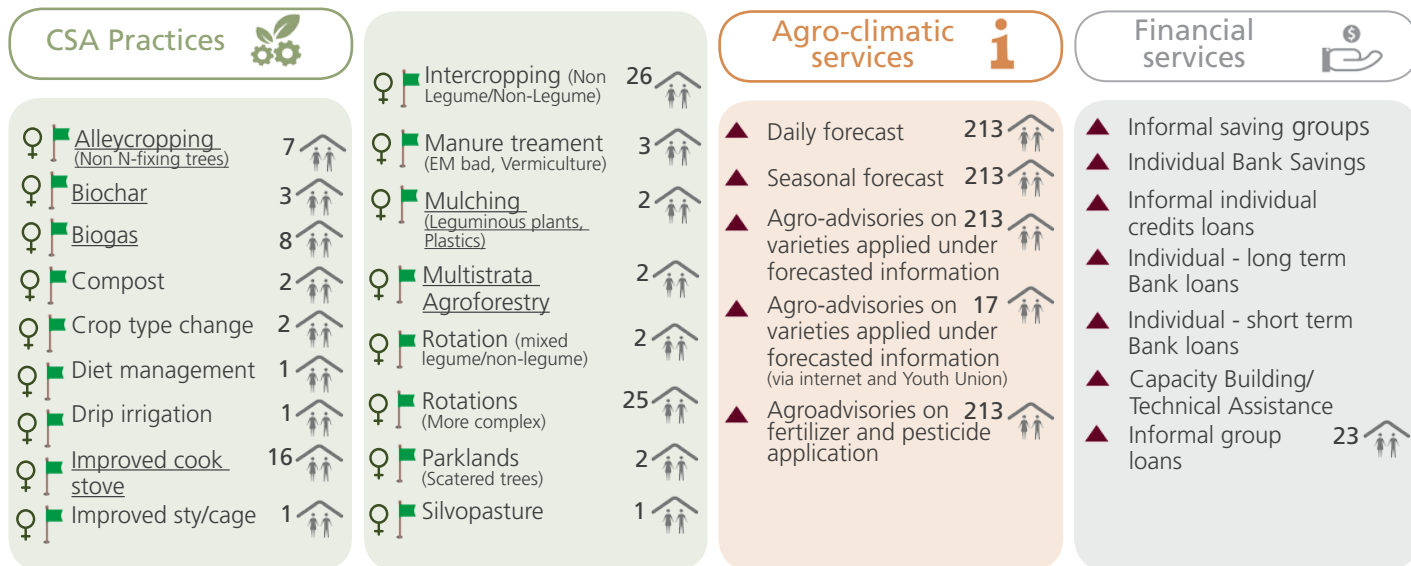 CSA Practices
Alleycropping 7
(Non N-fixing trees)
Biochar 3
Biogas 8
Compost 2
Crop type change 2
Diet management 1
Drip irrigation 1
Improved cook 16
stove
Improved sty/cage 1
Intercropping (Non 26
Legume/Non-Legume)
Manure treament 3
(EM bad, Vermiculture)
Mulching 2
(Leguminous plants,
Plastics)
Multistrata 2
Agroforestry
Rotation (mixed 2
legume/non-legume)
Rotations 25
(More complex)
Parklands 2
(Scatered trees)
Silvopasture 1
Agro-climatic
services
Daily forecast 213
Seasonal forecast 213
Agro-advisories on 213
varieties applied under
forecasted information
Agro-advisories on 17
varieties applied under
forecasted information
(via internet and Youth Union)
Agroadvisories on 213
fertilizer and pesticide
application
Financial
services
$
Informal saving groups
Individual Bank Savings
Informal individual
credits loans
Individual - long term
Bank loans
Individual - short term
Bank loans
Capacity Building/
Technical Assistance
Informal group 23
loans